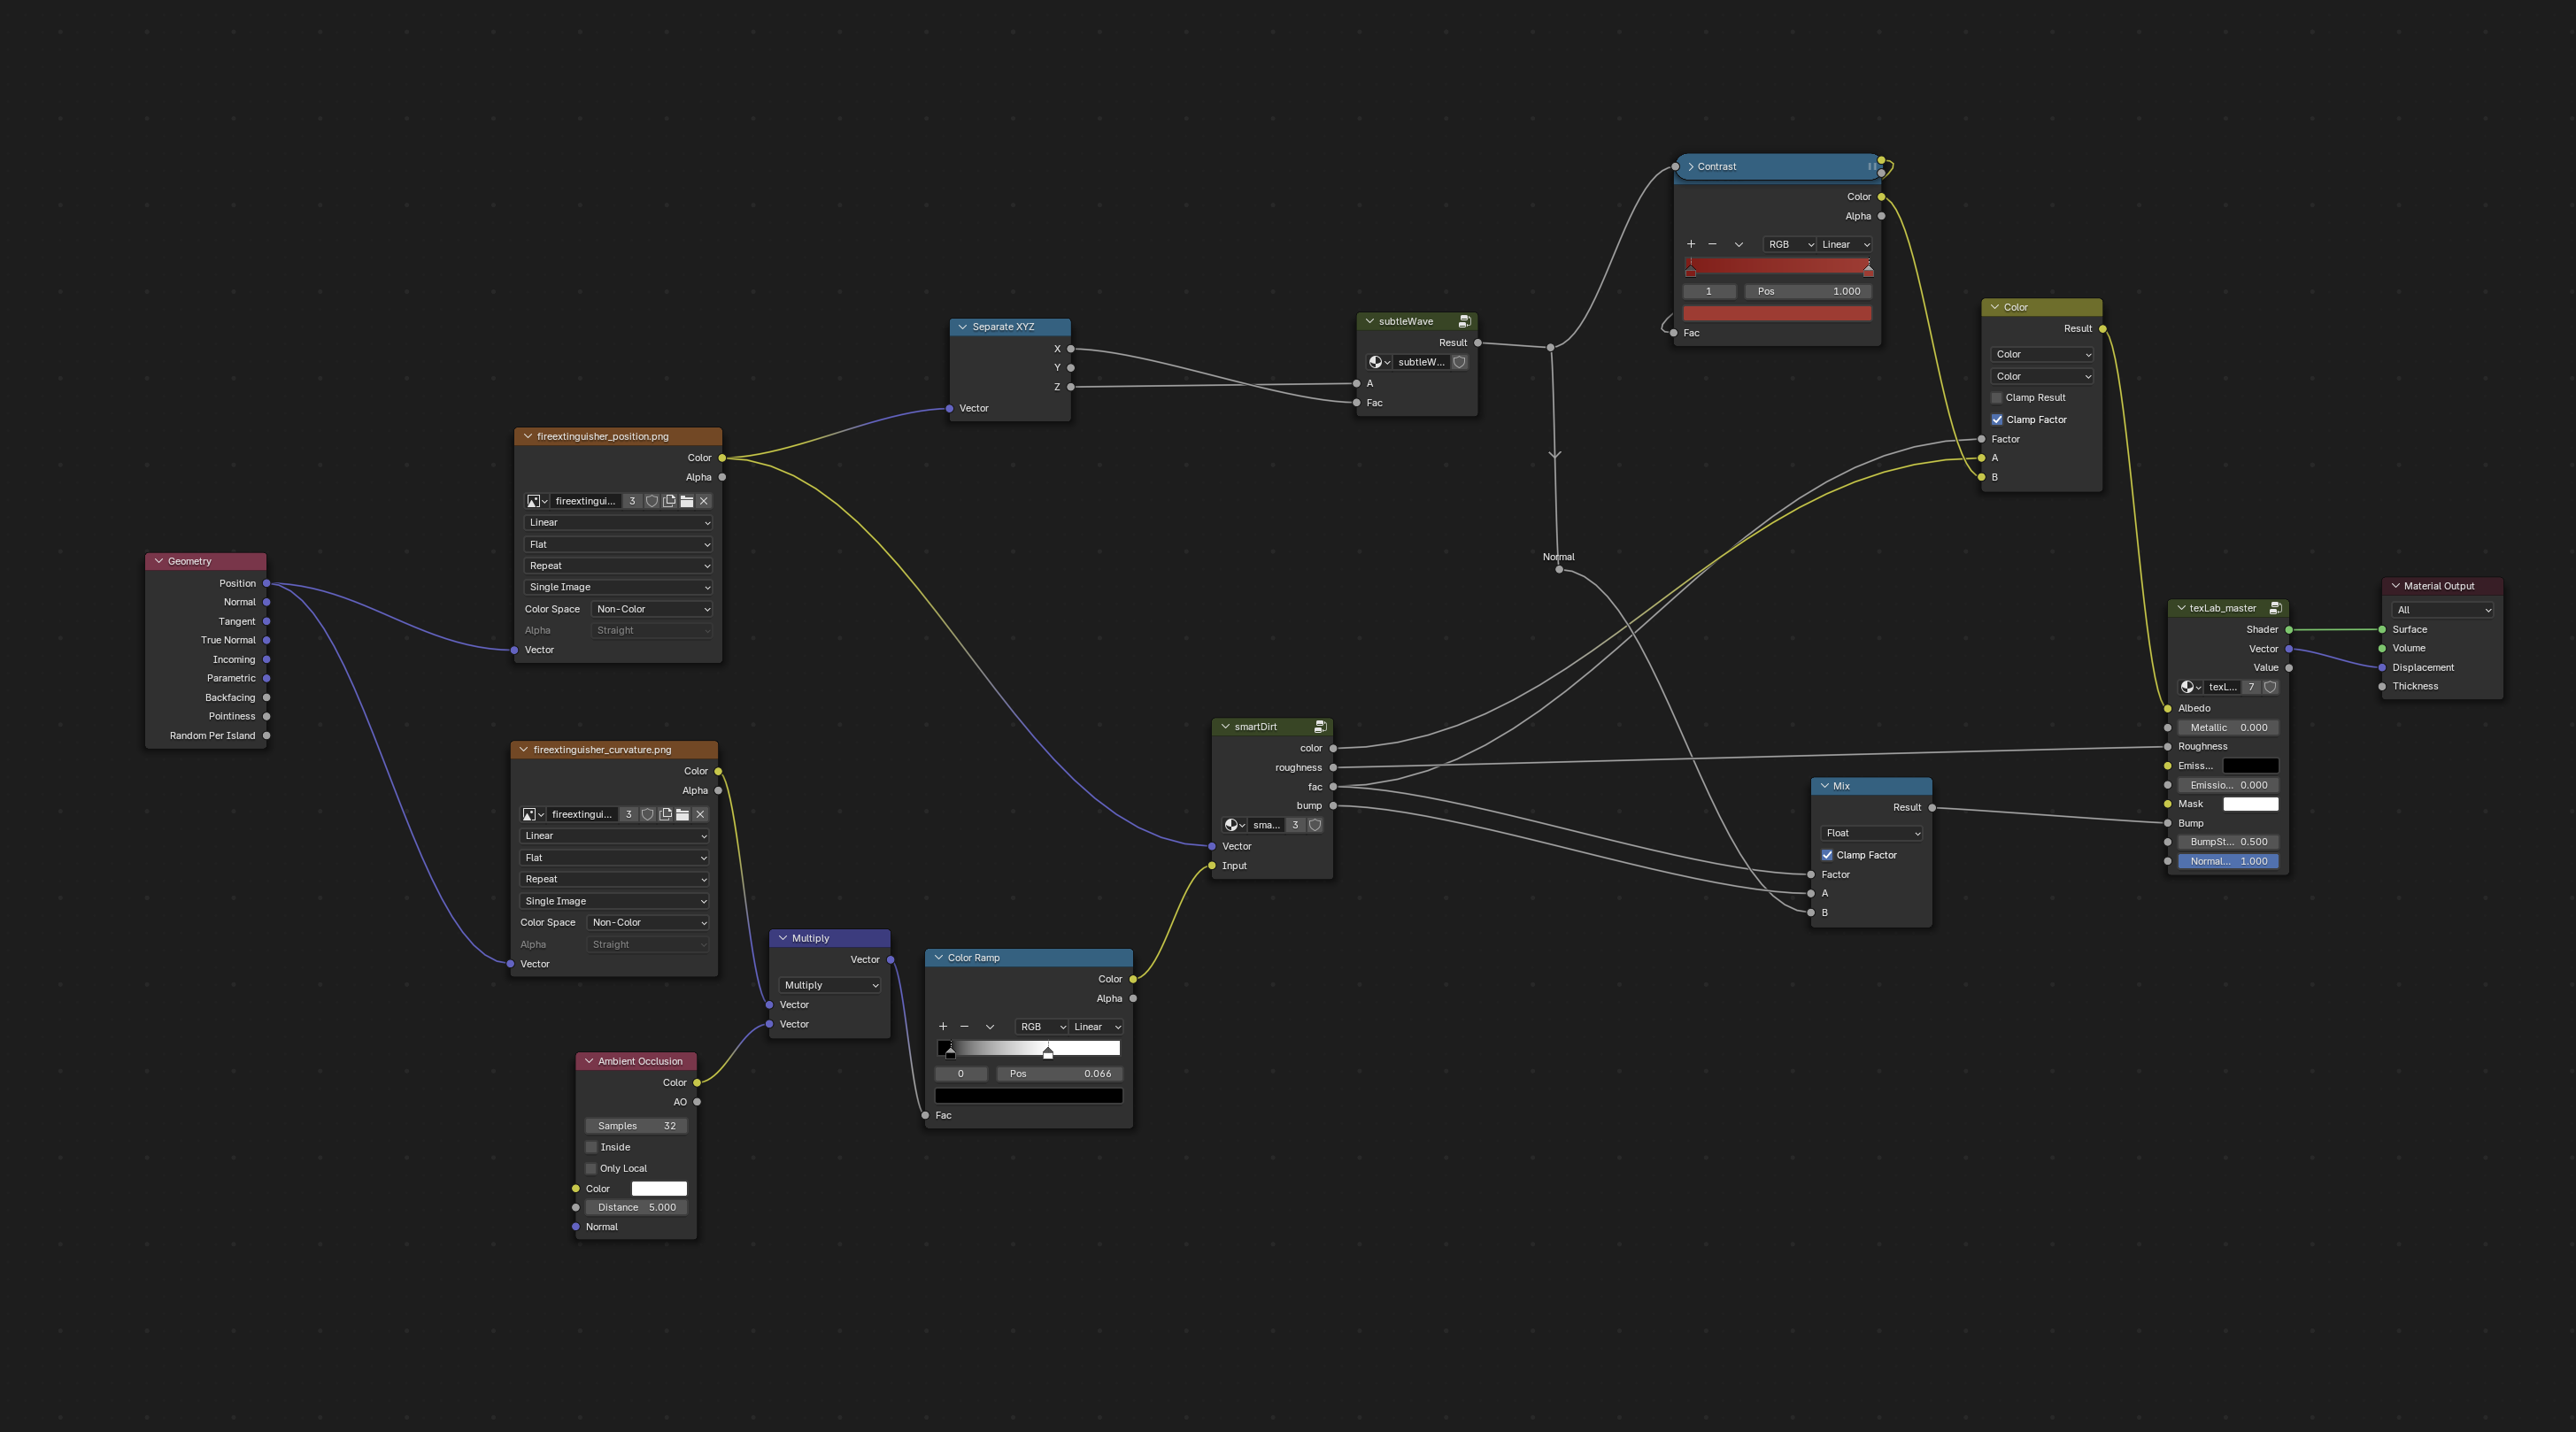 Geometry
Position
Normal
Tangent
True Normal
Incoming
Parametric
Backfacing
Pointiness
Random Per Island
fireextinguisher_position.png
Color
Alpha
fireextingui... 3
Linear
Flat
Repeat
Single Image
Color Space Non-Color
Alpha Straight
Vector
fireextinguisher_curvature.png
Color
Alpha
fireextingui... 3
Linear
Flat
Repeat
Single Image
Color Space Non-Color
Alpha Straight
Vector
Ambient Occlusion
Color
AO
Samples 32
Inside
Only Local
Color
Distance 5.000
Normal
Multiply
Vector
Multiply
Vector
Vector
Color Ramp
Color
Alpha
RGB Linear
0 Pos 0.066
Fac
Separate XYZ
X
Y
Z
Vector
smartDirt
color
roughness
fac
bump
sma... 3
Vector
Input
subtleWave
Result
subtleW...
A
Fac
Normal
Contrast
Color
Alpha
RGB Linear
1 Pos 1.000
Fac
Mix
Result
Float
Clamp Factor
Factor
A
B
Color
Result
Color
Color
Clamp Result
Clamp Factor
Factor
A
B
texLab_master
Shader
Vector
Value
texL... 7
Albedo
Metallic 0.000
Roughness
Emiss...
Emissio... 0.000
Mask
Bump
BumpSt... 0.500
Normal... 1.000
Material Output
All
Surface
Volume
Displacement
Thickness